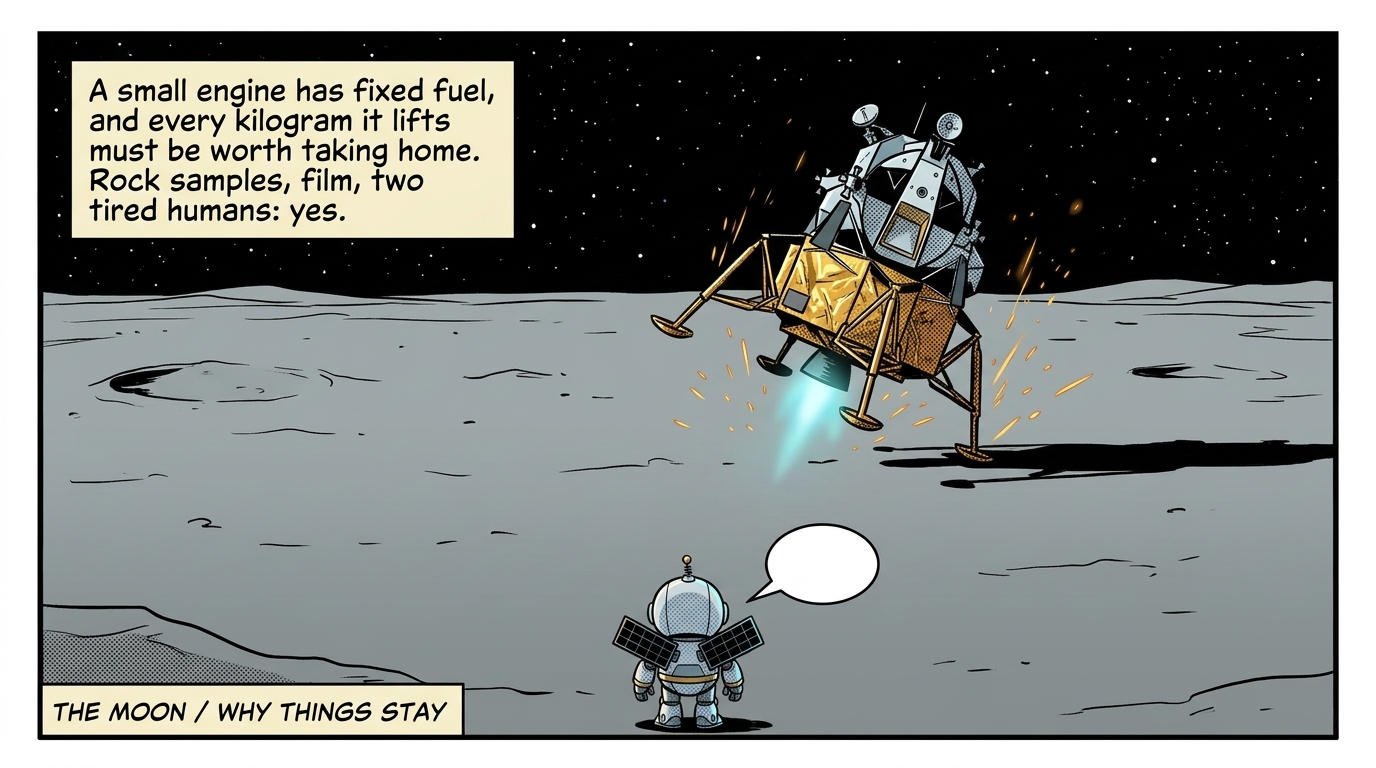 A small engine has fixed fuel,
and every kilogram it lifts
must be worth taking home.
Rock samples, film, two
tired humans: yes.
THE MOON / WHY THINGS STAY